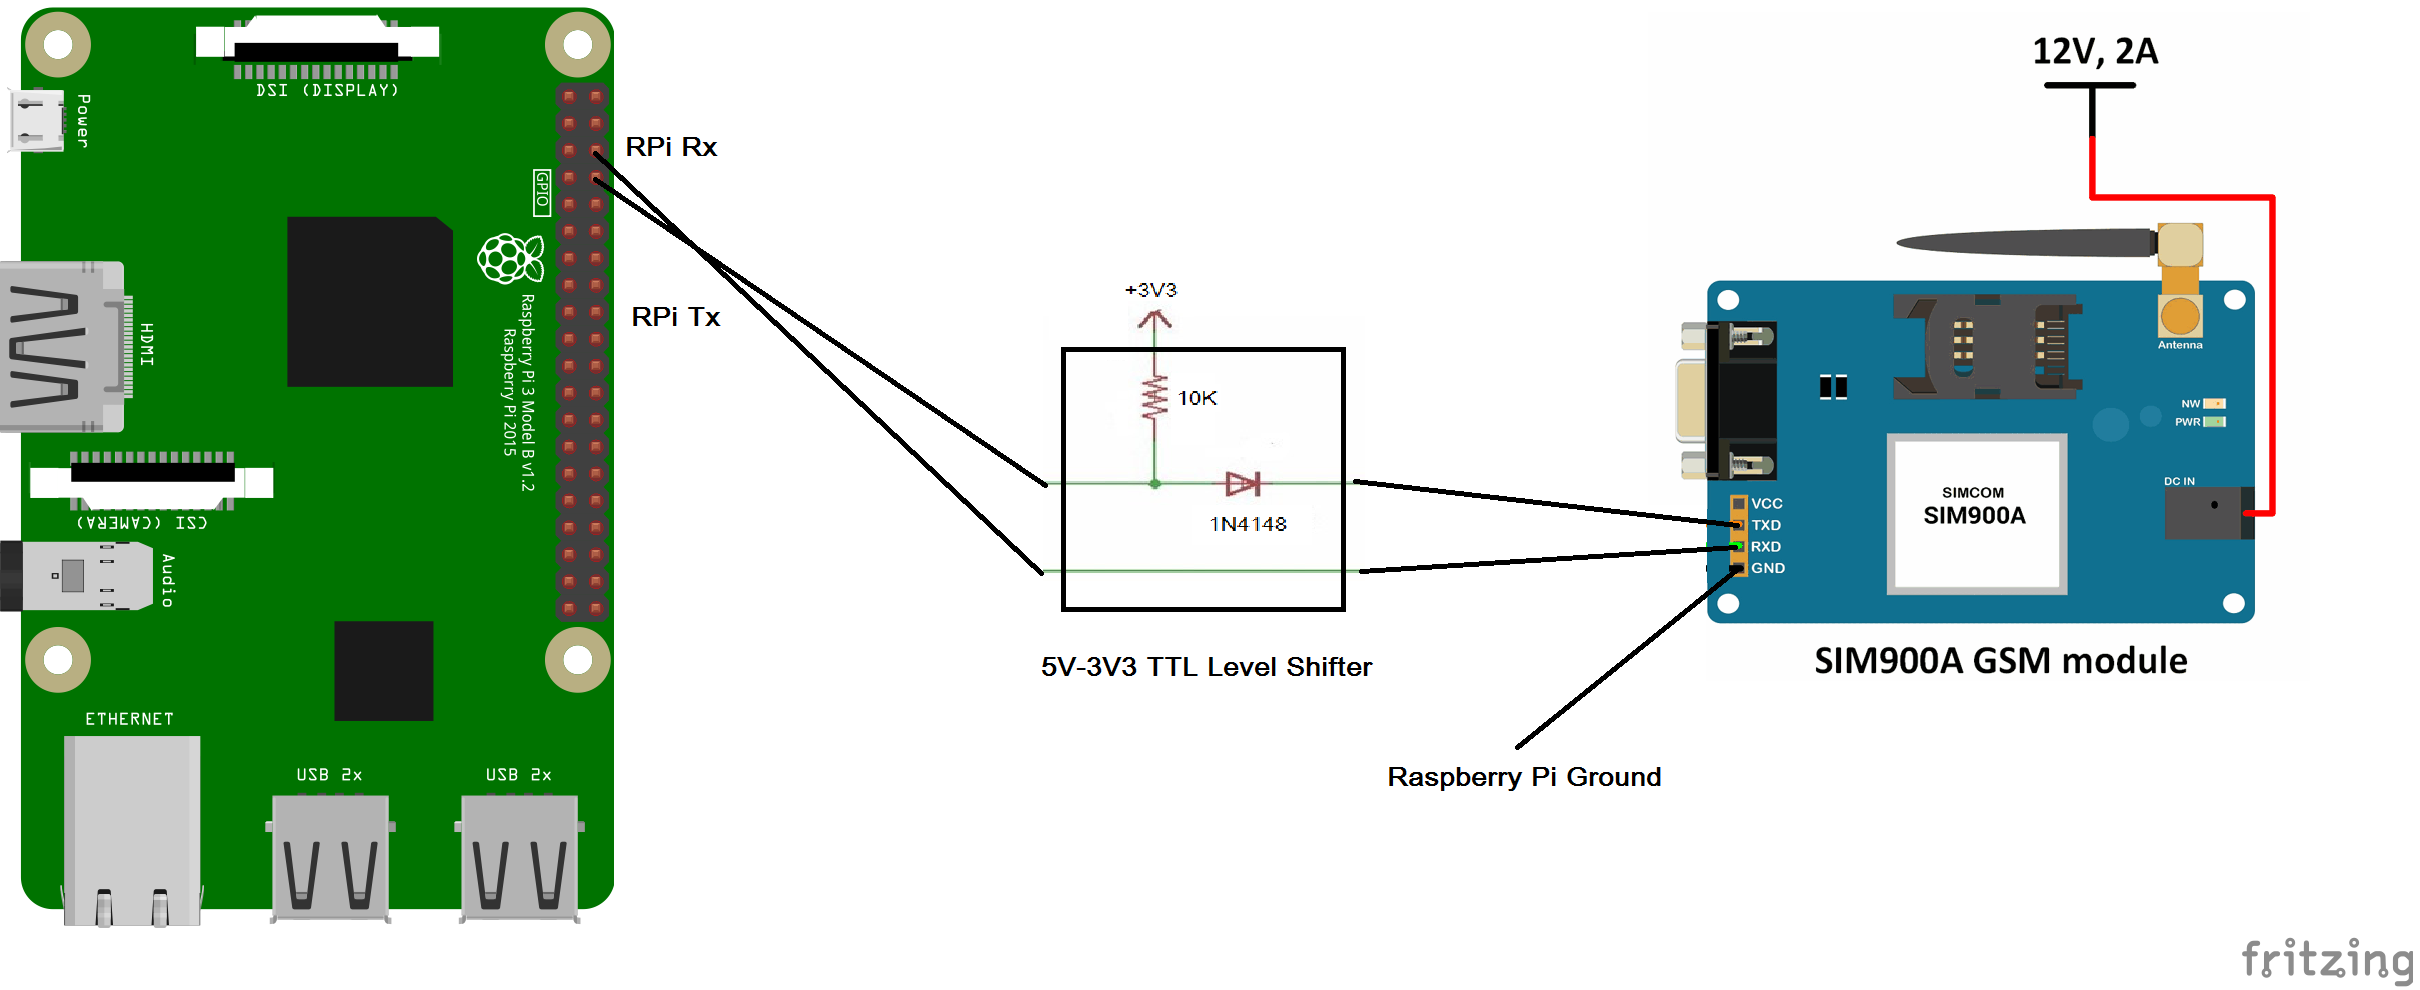 DSI (DISPLAY)
Power
RPi Rx
GPIO
RPi Tx
HDMI
Raspberry Pi 3 Model B v1.2
Raspberry Pi 2015
CSI (CAMERA)
Audio
ETHERNET
USB 2x
USB 2x
+3V3
10K
1N4148
5V-3V3 TTL Level Shifter
Raspberry Pi Ground
12V, 2A
Antenna
NW
PWR
DC IN
SIMCOM
SIM900A
VCC
TXD
RXD
GND
SIM900A GSM module
fritzing